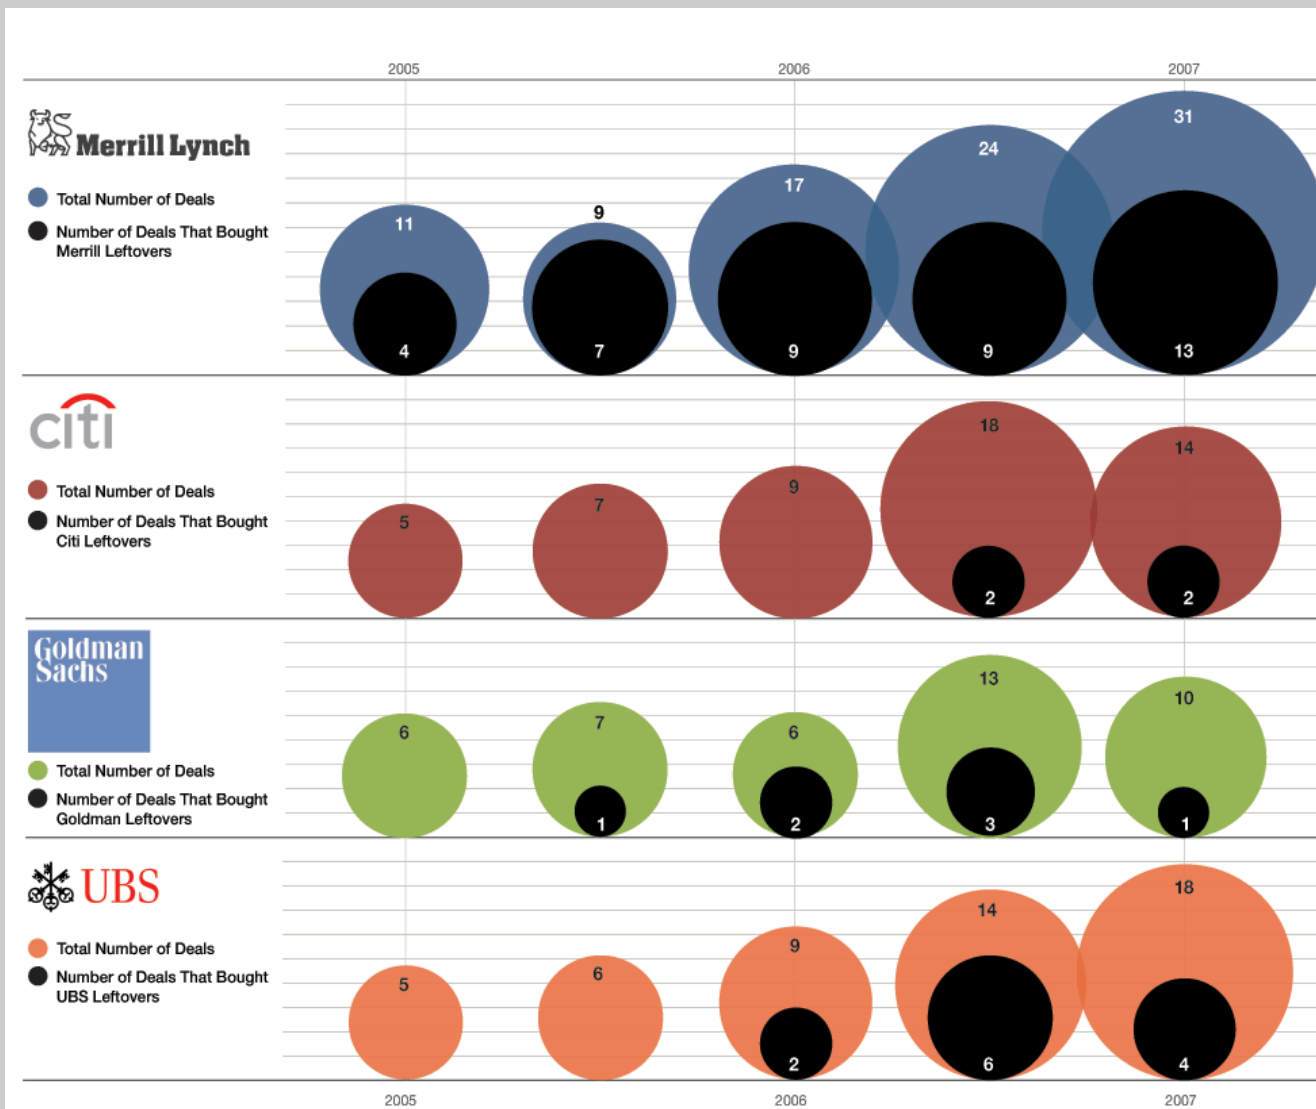 2005 2006 2007
Merrill Lynch
Total Number of Deals
Number of Deals That Bought
Merrill Leftovers
11 9 17 24 31
4 7 9 9 13
citi
Total Number of Deals
Number of Deals That Bought
Citi Leftovers
5 7 9 18 14
2 2
Goldman
Sachs
Total Number of Deals
Number of Deals That Bought
Goldman Leftovers
6 7 6 13 10
1 2 3 1
UBS
Total Number of Deals
Number of Deals That Bought
UBS Leftovers
5 6 9 14 18
2 6 4
2005 2006 2007